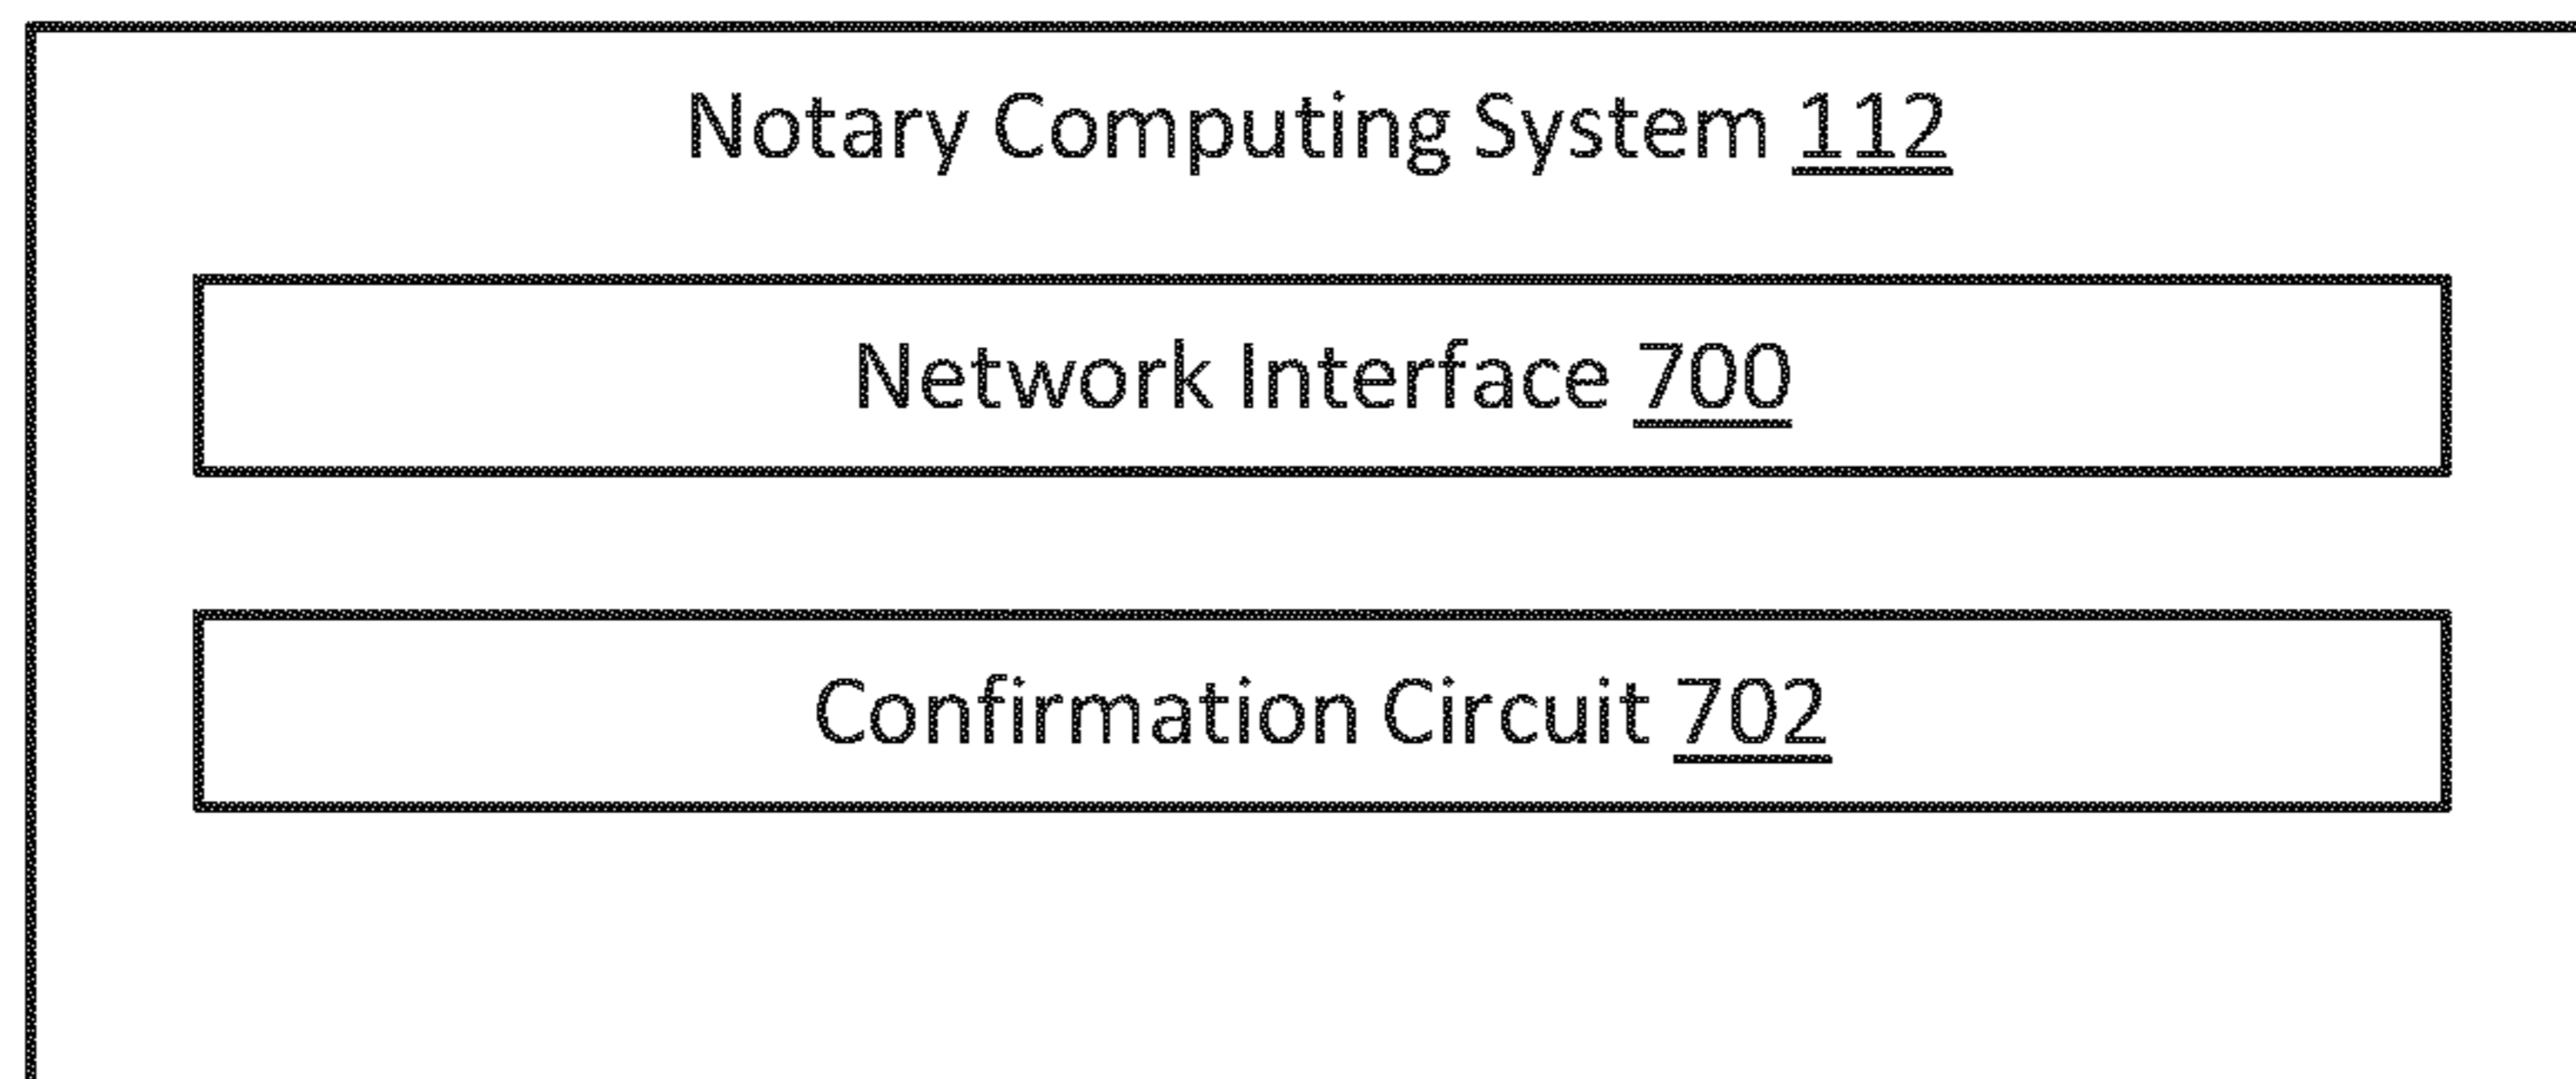 Notary Computing System 112
Network Interface 700
Confirmation Circuit 702